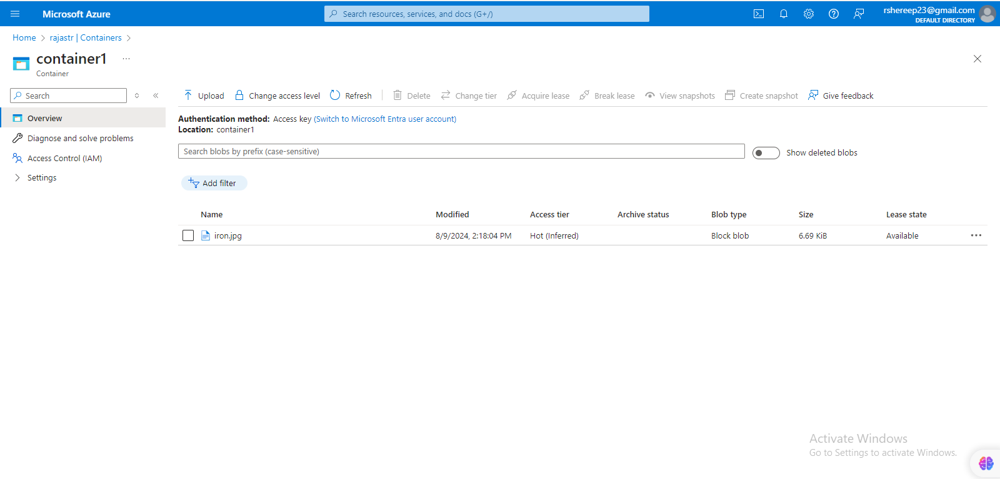 Microsoft Azure
Search resources, services, and docs (G+/)
rshereep23@gmail.com
DEFAULT DIRECTORY
Home > rajastr | Containers >
container1 ...
Container
Search
Overview
Diagnose and solve problems
Access Control (IAM)
Settings
Upload Change access level Refresh Delete Change tier Acquire lease Break lease View snapshots Create snapshot Give feedback
Authentication method: Access key (Switch to Microsoft Entra user account)
Location: container1
Search blobs by prefix (case-sensitive)
Show deleted blobs
Add filter
Name Modified Access tier Archive status Blob type Size Lease state
iron.jpg 8/9/2024, 2:18:04 PM Hot (Inferred) Block blob 6.69 KiB Available
Activate Windows
Go to Settings to activate Windows.